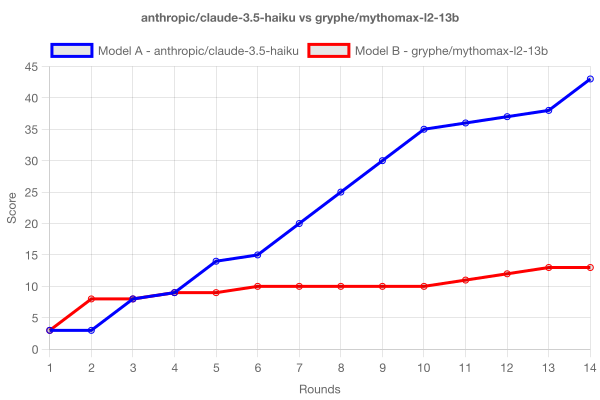 anthropic/claude-3.5-haiku vs gryphe/mythomax-l2-13b
Model A - anthropic/claude-3.5-haiku Model B - gryphe/mythomax-l2-13b
45
40
35
30
25
20
15
10
5
0
Score
1 2 3 4 5 6 7 8 9 10 11 12 13 14
Rounds